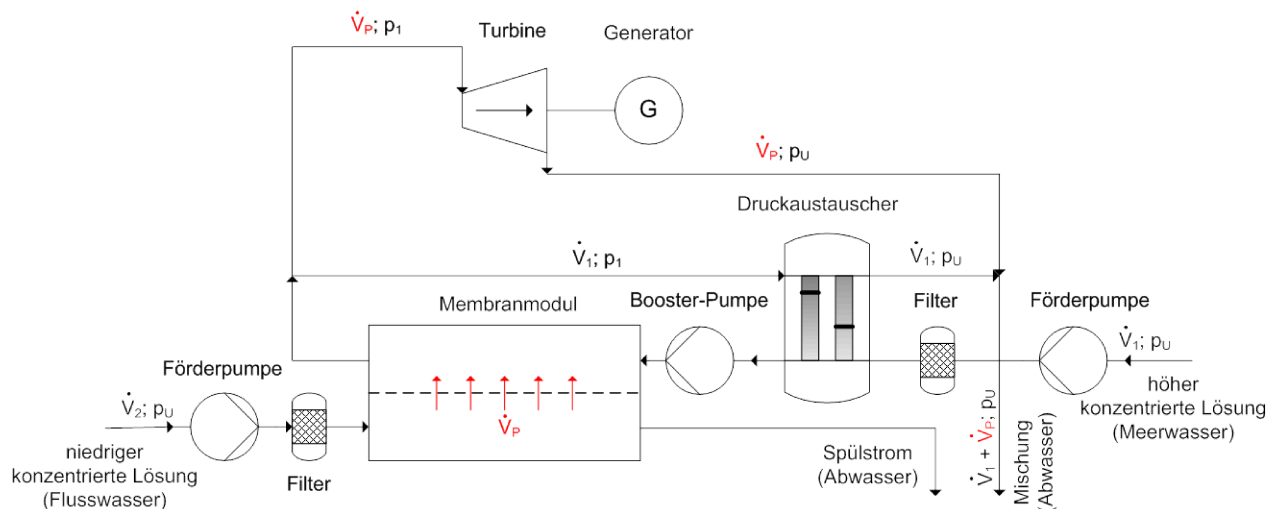 V̇P; p1
Turbine
Generator
G
V̇P; pU
Druckaustauscher
V̇1; p1
V̇1; pU
Membranmodul
Booster-Pumpe
Filter
Förderpumpe
V̇1; pU
höher
konzentrierte Lösung
(Meerwasser)
Förderpumpe
V̇2; pU
niedriger
konzentrierte Lösung
(Flusswasser)
Filter
V̇P
Spülstrom
(Abwasser)
V̇1 + V̇P; pU
Mischung
(Abwasser)